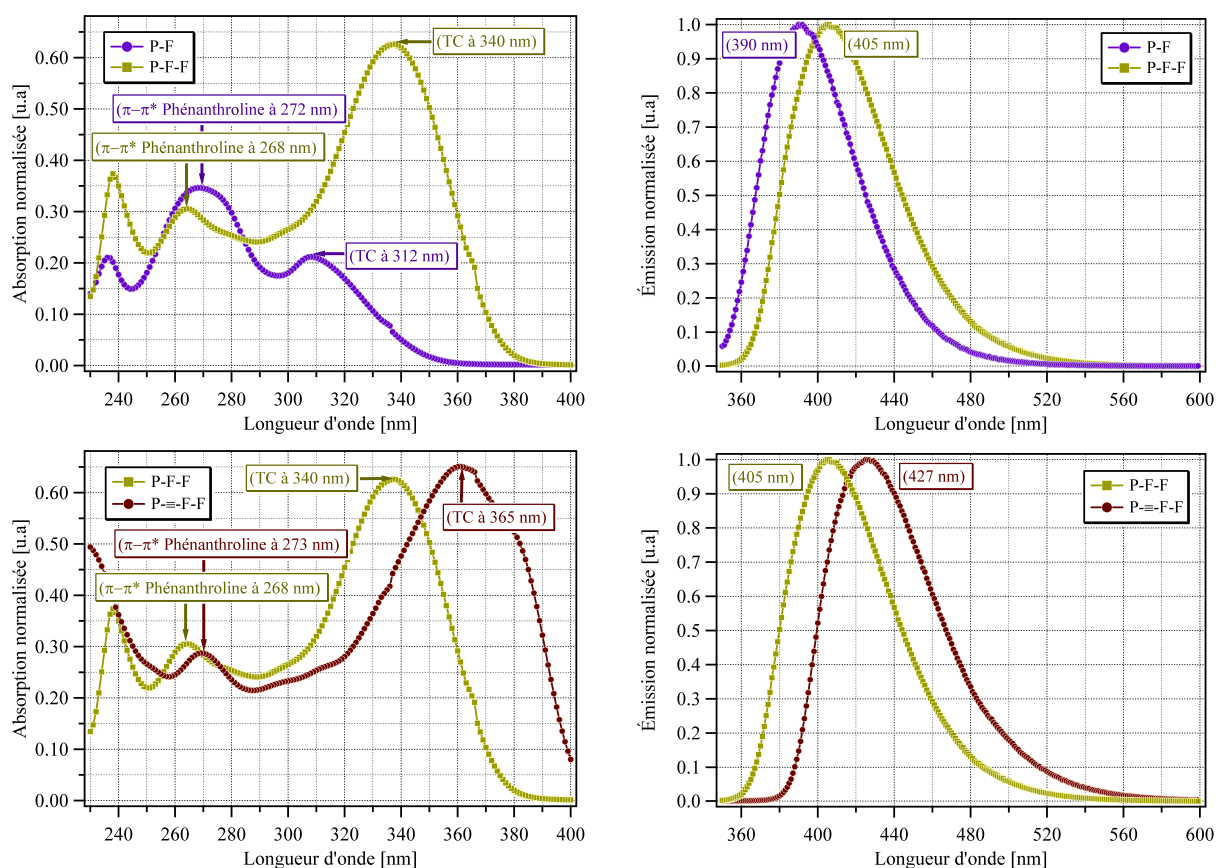 P-F
P-F-F
(TC à 340 nm)
(π–π* Phénanthroline à 272 nm)
(π–π* Phénanthroline à 268 nm)
(TC à 312 nm)
Absorption normalisée [u.a]
0.60
0.50
0.40
0.30
0.20
0.10
0.00
240 260 280 300 320 340 360 380 400
Longueur d'onde [nm]
(390 nm)
(405 nm)
P-F
P-F-F
Émission normalisée [u.a]
1.0
0.9
0.8
0.7
0.6
0.5
0.4
0.3
0.2
0.1
0.0
360 400 440 480 520 560 600
Longueur d'onde [nm]
P-F-F
P-≡-F-F
(TC à 340 nm)
(TC à 365 nm)
(π–π* Phénanthroline à 273 nm)
(π–π* Phénanthroline à 268 nm)
Absorption normalisée [u.a]
0.60
0.50
0.40
0.30
0.20
0.10
0.00
240 260 280 300 320 340 360 380 400
Longueur d'onde [nm]
(405 nm)
(427 nm)
P-F-F
P-≡-F-F
Émission normalisée [u.a]
1.0
0.9
0.8
0.7
0.6
0.5
0.4
0.3
0.2
0.1
0.0
360 400 440 480 520 560 600
Longueur d'onde [nm]